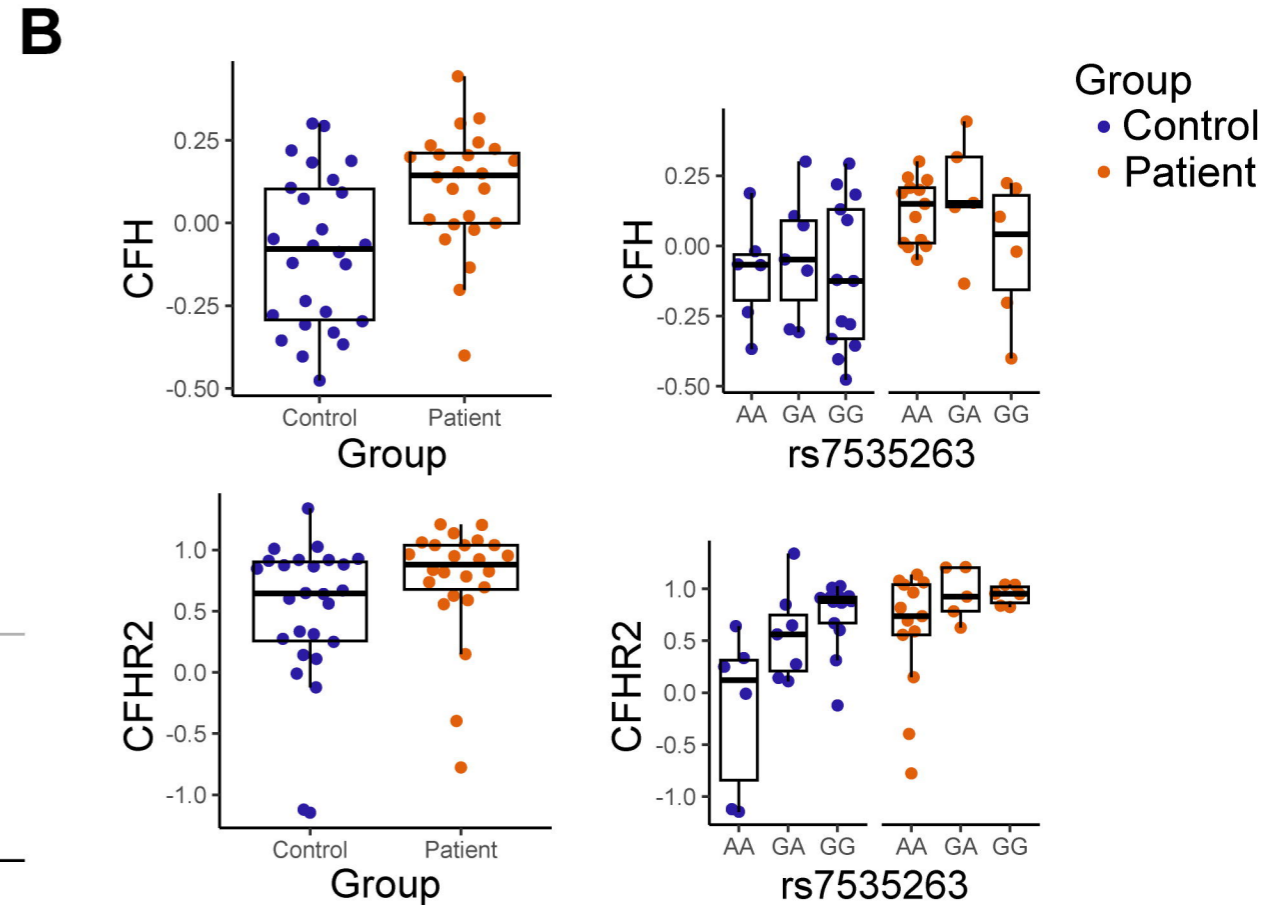 B
CFH
0.25
0.00
-0.25
-0.50
Control Patient
Group
CFH
0.25
0.00
-0.25
-0.50
AA GA GG AA GA GG
rs7535263
Group
Control
Patient
CFHR2
1.0
0.5
0.0
-0.5
-1.0
Control Patient
Group
CFHR2
1.0
0.5
0.0
-0.5
-1.0
AA GA GG AA GA GG
rs7535263